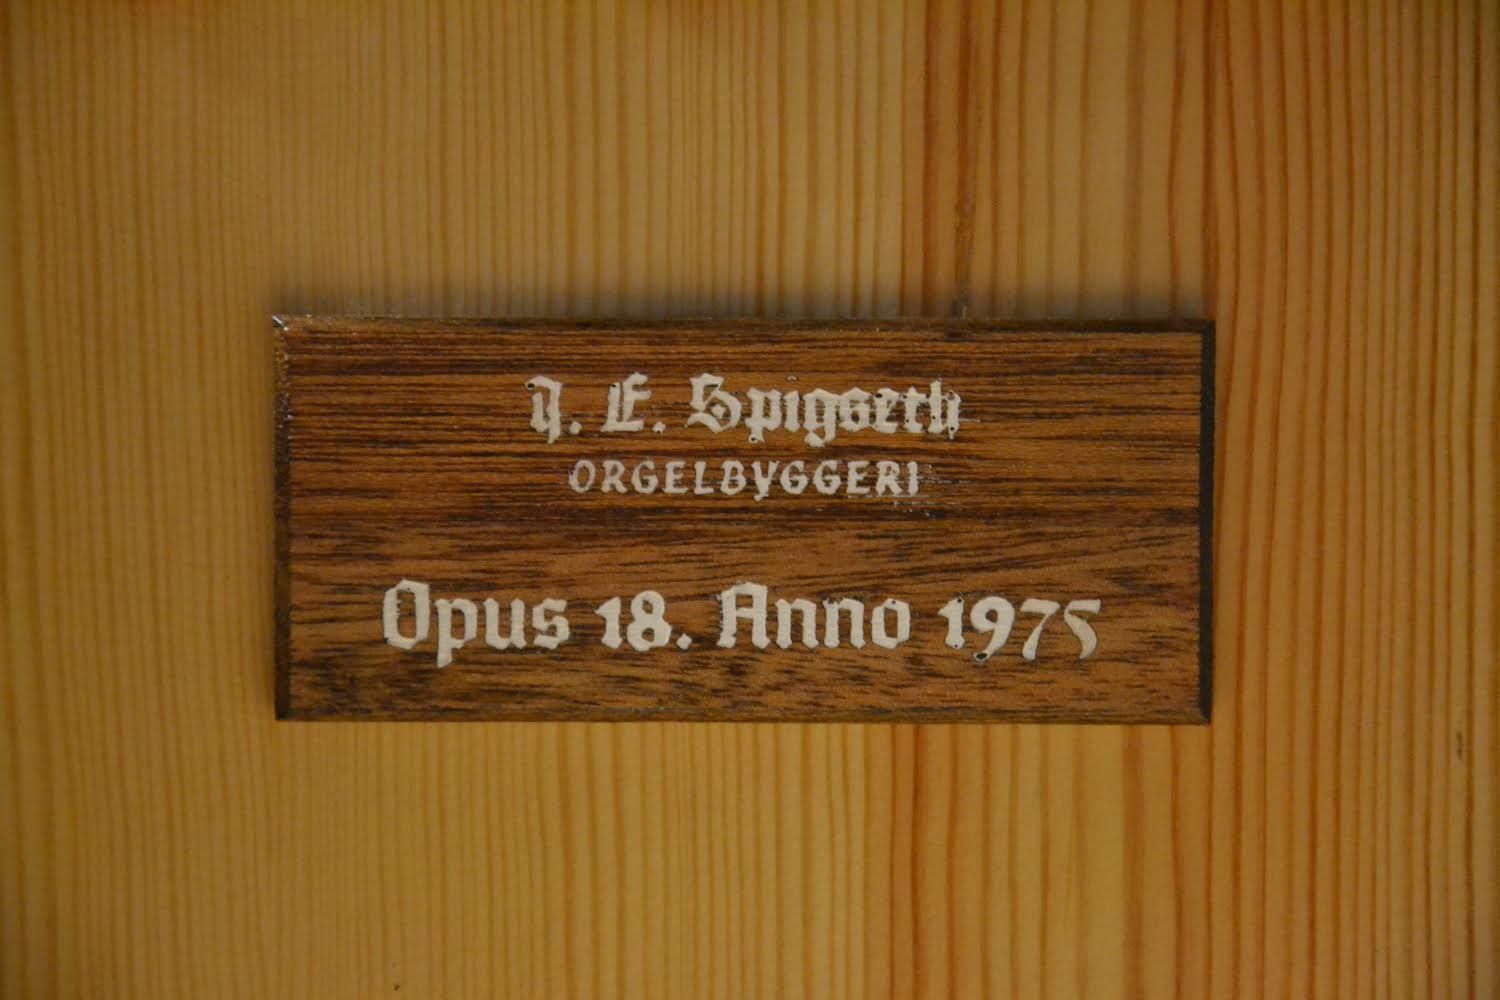 J. E. Spigseth
ORGELBYGGERI
Opus 18. Anno 1975